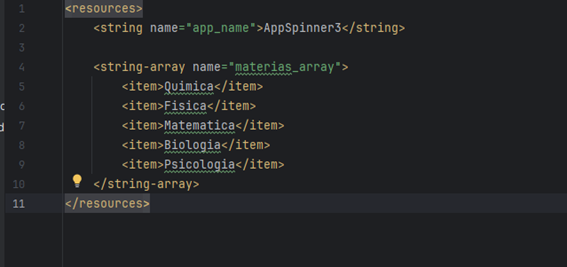 1 <resources>
2     <string name="app_name">AppSpinner3</string>
3
4     <string-array name="materias_array">
5         <item>Quimica</item>
6         <item>Fisica</item>
7         <item>Matematica</item>
8         <item>Biologia</item>
9         <item>Psicologia</item>
10     </string-array>
11 </resources>